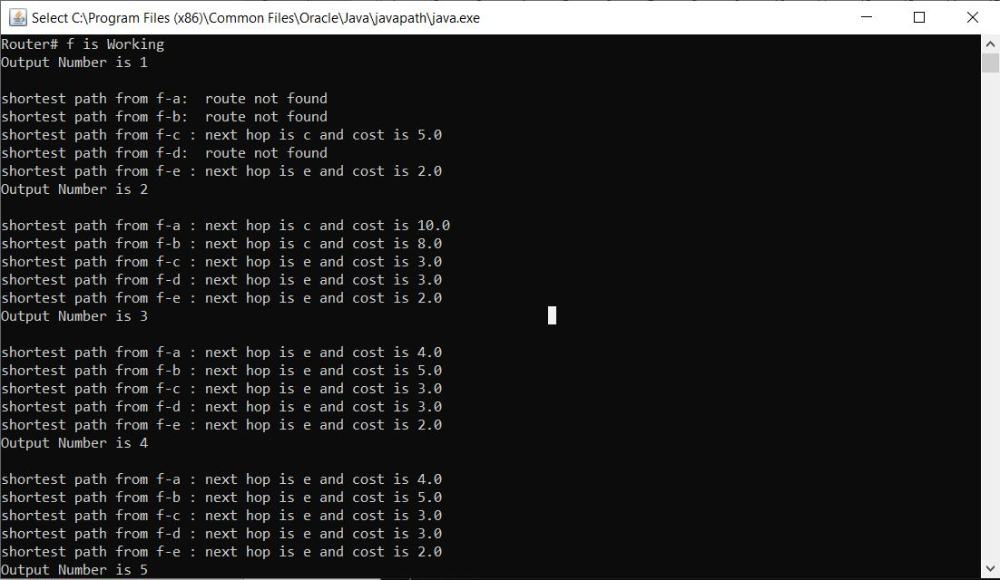 Select C:\Program Files (x86)\Common Files\Oracle\Java\javapath\java.exe
Router# f is Working
Output Number is 1
shortest path from f-a:  route not found
shortest path from f-b:  route not found
shortest path from f-c : next hop is c and cost is 5.0
shortest path from f-d:  route not found
shortest path from f-e : next hop is e and cost is 2.0
Output Number is 2
shortest path from f-a : next hop is c and cost is 10.0
shortest path from f-b : next hop is c and cost is 8.0
shortest path from f-c : next hop is e and cost is 3.0
shortest path from f-d : next hop is e and cost is 3.0
shortest path from f-e : next hop is e and cost is 2.0
Output Number is 3
shortest path from f-a : next hop is e and cost is 4.0
shortest path from f-b : next hop is e and cost is 5.0
shortest path from f-c : next hop is e and cost is 3.0
shortest path from f-d : next hop is e and cost is 3.0
shortest path from f-e : next hop is e and cost is 2.0
Output Number is 4
shortest path from f-a : next hop is e and cost is 4.0
shortest path from f-b : next hop is e and cost is 5.0
shortest path from f-c : next hop is e and cost is 3.0
shortest path from f-d : next hop is e and cost is 3.0
shortest path from f-e : next hop is e and cost is 2.0
Output Number is 5